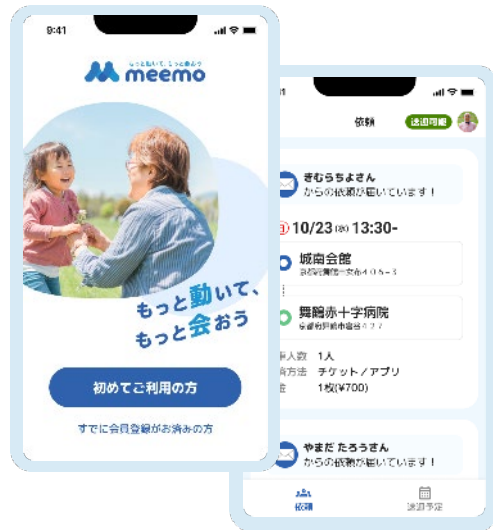 9:41
もっと動いて、もっと会おう
meemo
もっと動いて、
もっと会おう
初めてご利用の方
すでに会員登録がお済みの方
依頼
送迎可能
きむらちよさん
からの依頼が届いています！
10/23 13:30-
城南会館
舞鶴赤十字病院
人数 1人
方法 チケット / アプリ
1枚(¥700)
やまだ たろうさん
からの依頼が届いています！
依頼
送迎予定